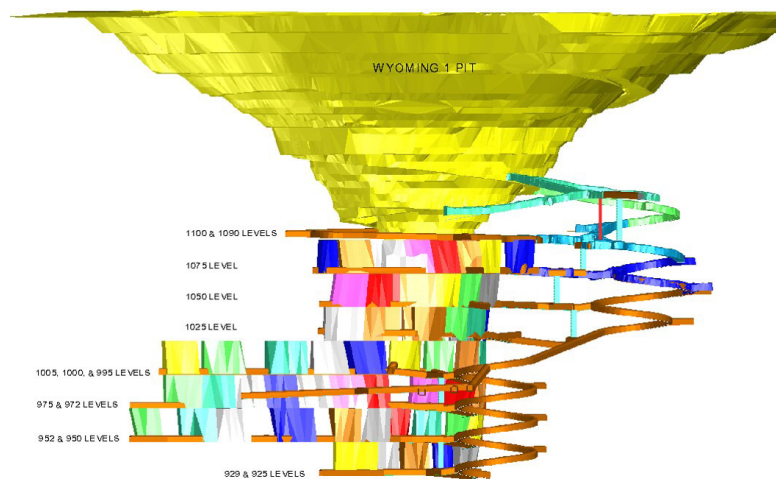 WYOMING 1 PIT
1100 & 1090 LEVELS
1075 LEVEL
1050 LEVEL
1025 LEVEL
1005, 1000, & 995 LEVELS
975 & 972 LEVELS
952 & 950 LEVELS
929 & 925 LEVELS